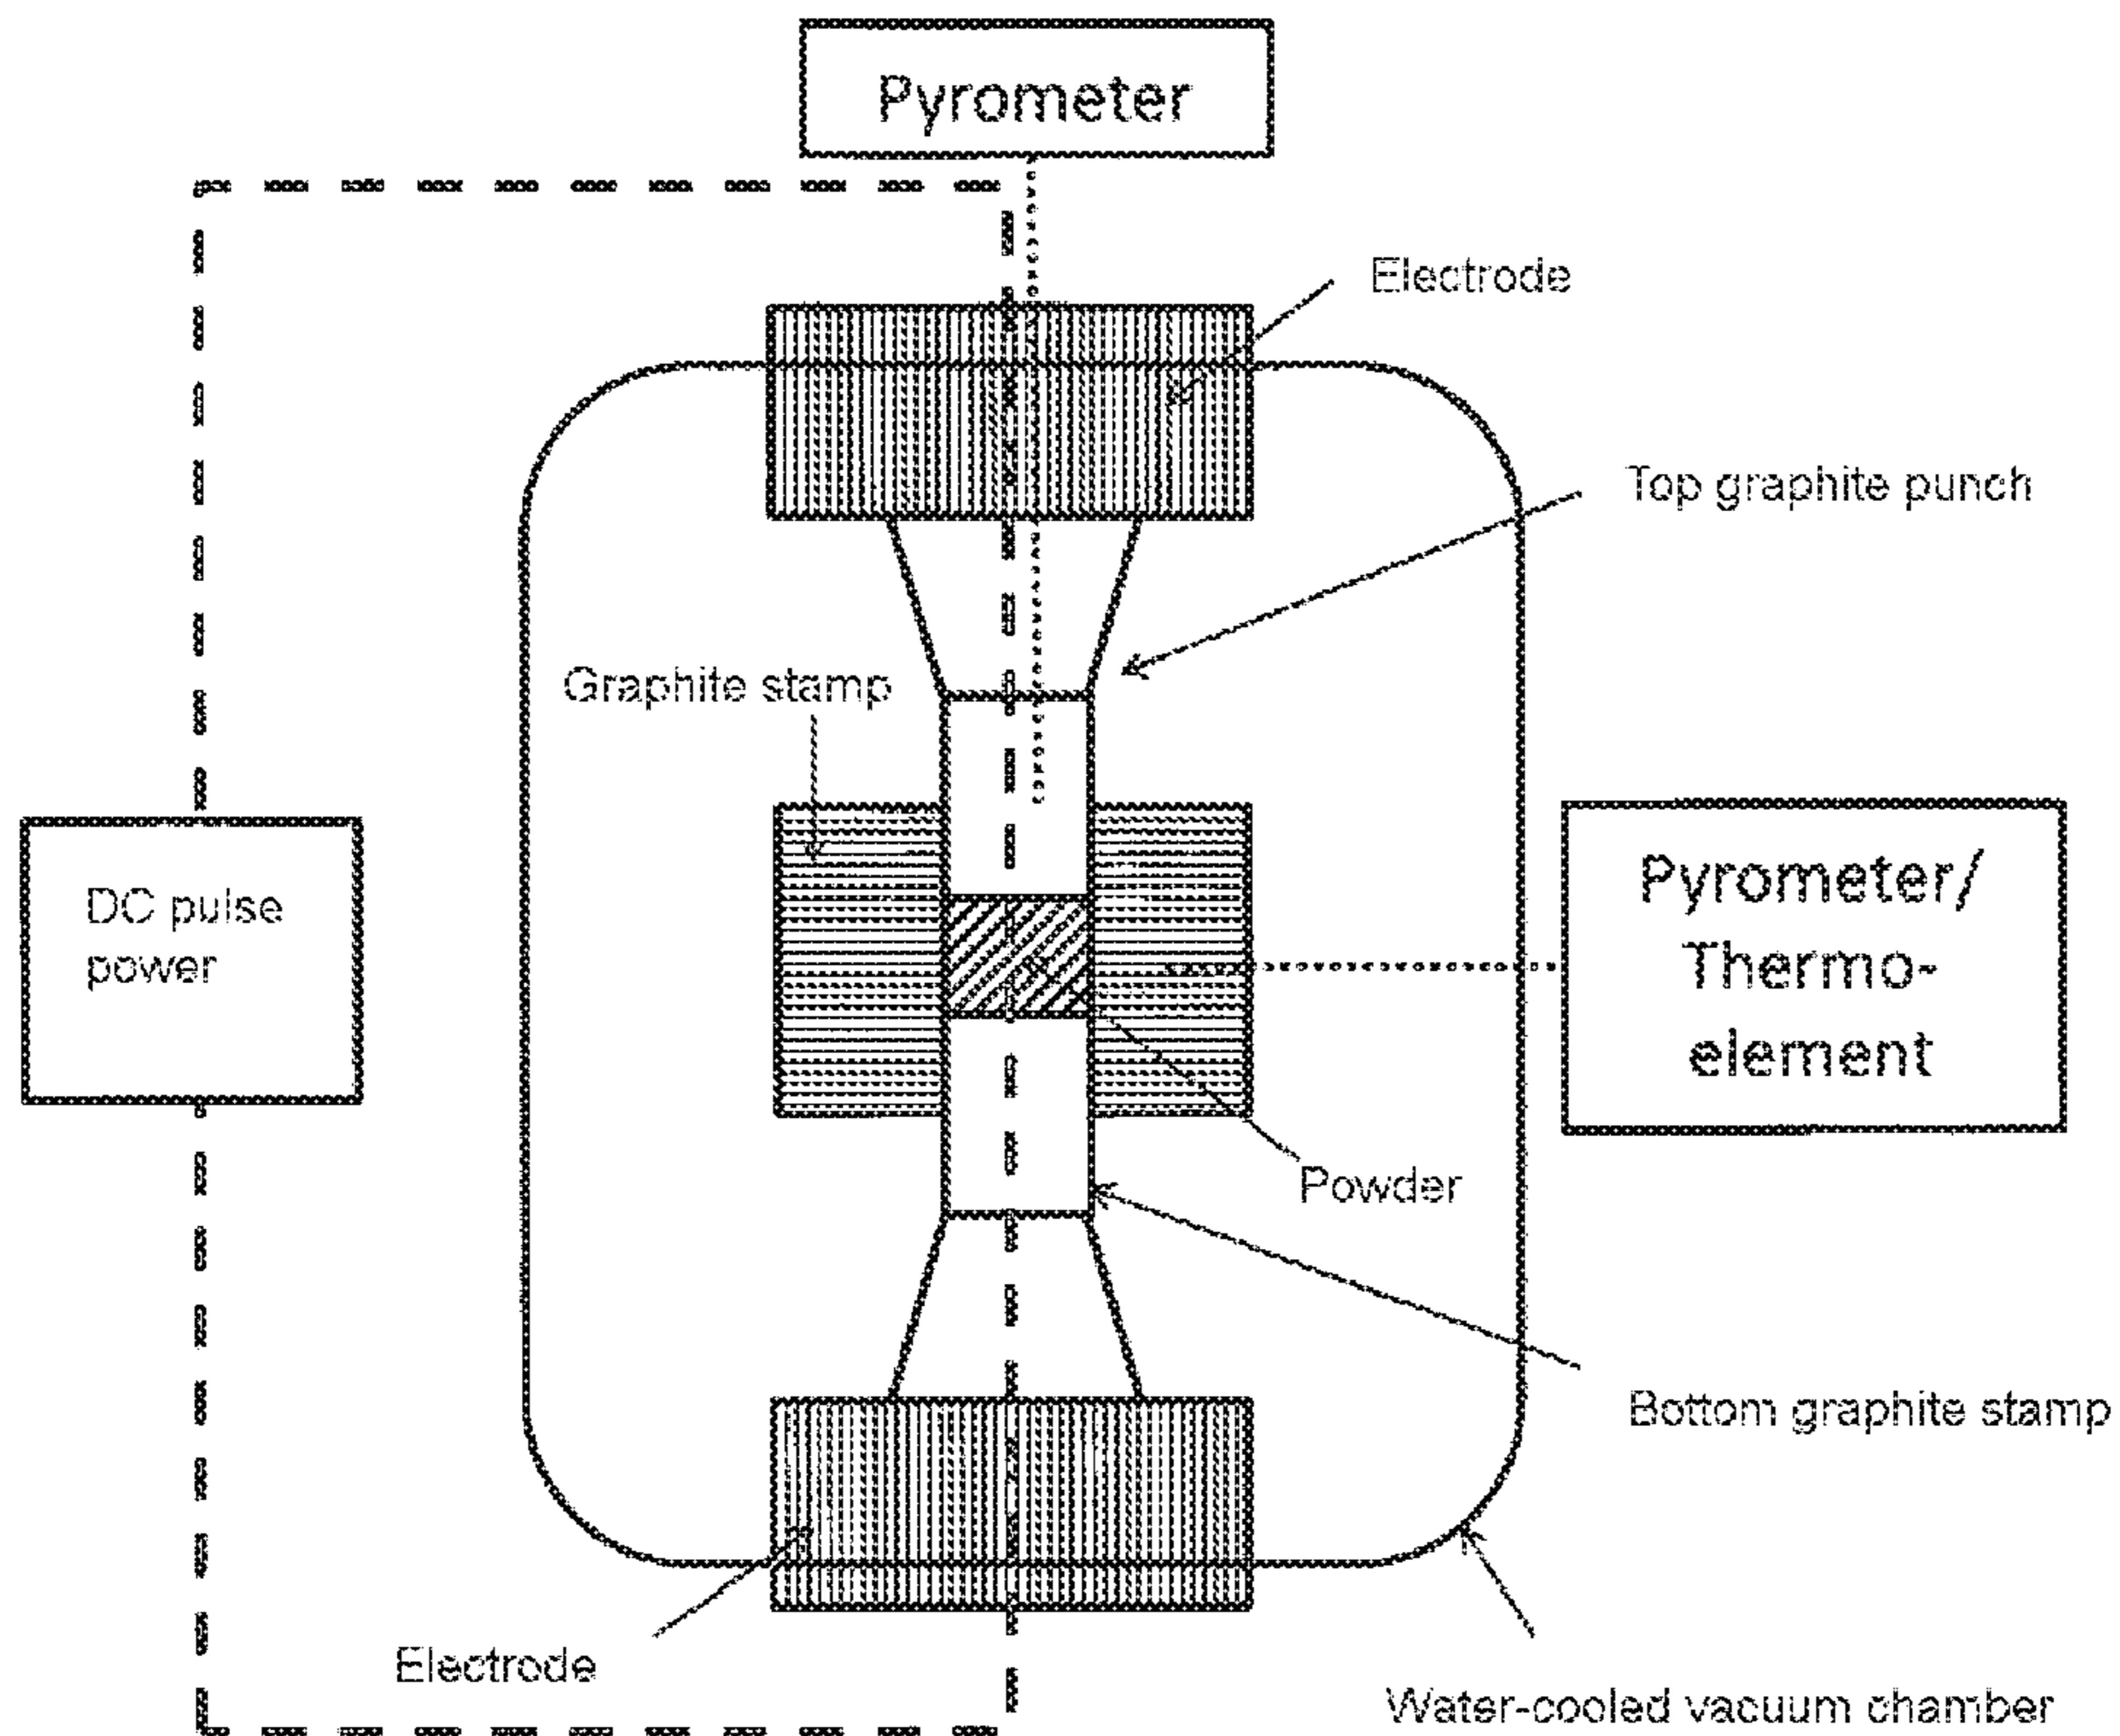 Pyrometer
Electrode
Top graphite punch
Graphite stamp
DC pulse
power
Pyrometer/
Thermo-
element
Powder
Bottom graphite stamp
Electrode
Water-cooled vacuum chamber